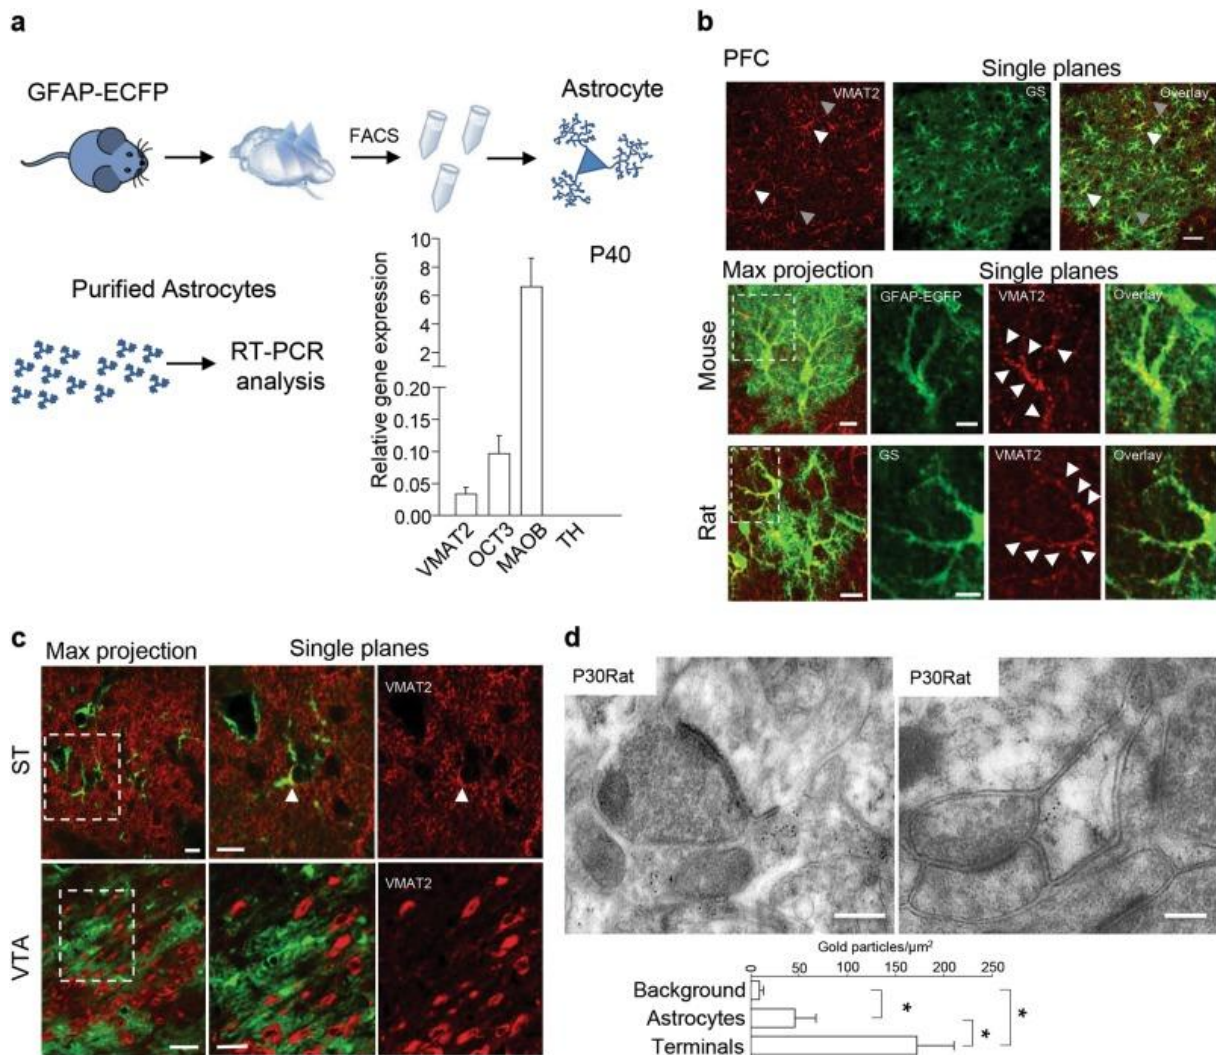 a
GFAP-ECFP
FACS
Astrocyte
Purified Astrocytes
RT-PCR
analysis
P40
Relative gene expression
10
8
6
4
2
0.20
0.15
0.10
0.05
0.00
VMAT2
OCT3
MAOB
TH
b
PFC
Single planes
VMAT2
GS
Overlay
Max projection
Single planes
Mouse
GFAP-EGFP
VMAT2
Overlay
Rat
GS
VMAT2
Overlay
c
Max projection
Single planes
ST
VMAT2
VTA
VMAT2
d
P30Rat
P30Rat
Gold particles/µm²
0 50 100 150 200 250
Background
Astrocytes
Terminals
*
*
*